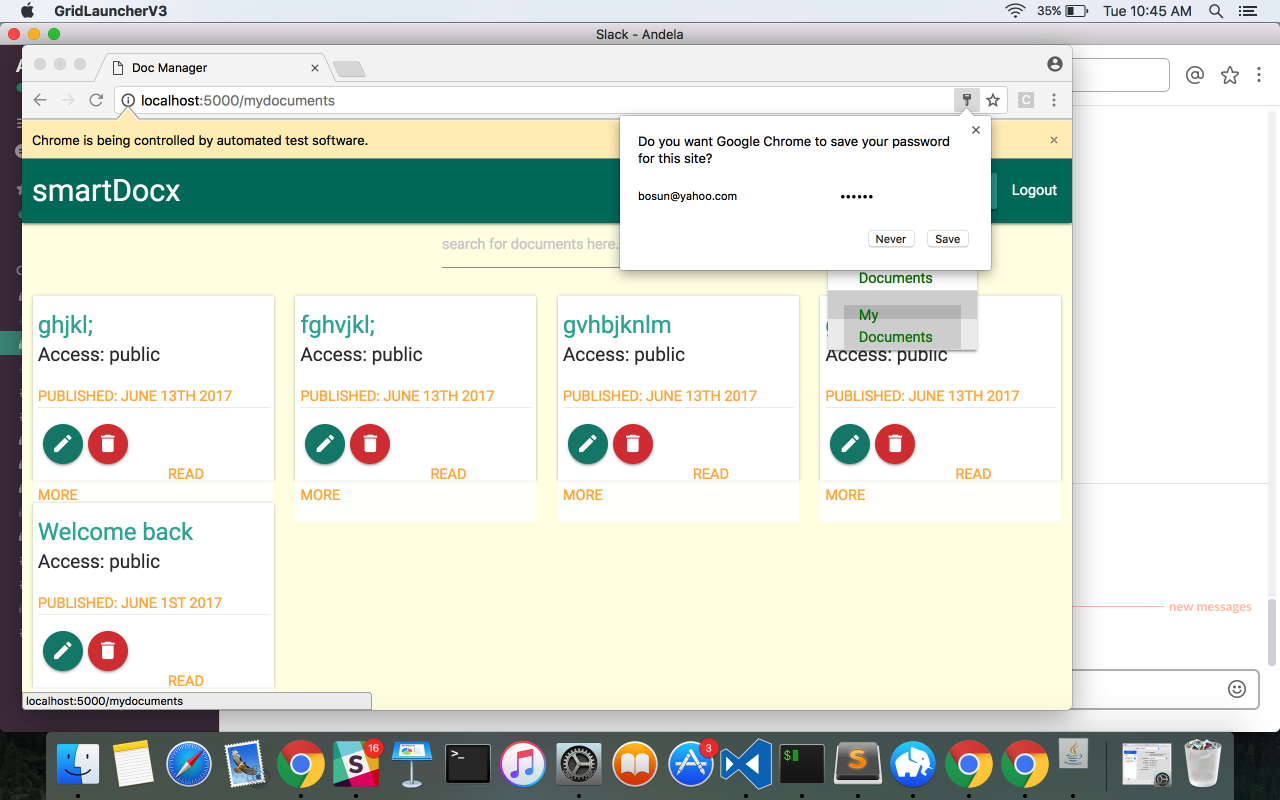 GridLauncherV3
35%
Tue 10:45 AM
Slack - Andela
Doc Manager
localhost:5000/mydocuments
C
Chrome is being controlled by automated test software.
Do you want Google Chrome to save your password
for this site?
bosun@yahoo.com
••••••
Never
Save
smartDocx
Logout
search for documents here.
Documents
My
Documents
ghjkl;
Access: public
PUBLISHED: JUNE 13TH 2017
READ
MORE
fghvjkl;
Access: public
PUBLISHED: JUNE 13TH 2017
READ
MORE
gvhbjknlm
Access: public
PUBLISHED: JUNE 13TH 2017
READ
MORE
Access: public
PUBLISHED: JUNE 13TH 2017
READ
MORE
Welcome back
Access: public
PUBLISHED: JUNE 1ST 2017
READ
localhost:5000/mydocuments
new messages
16
3